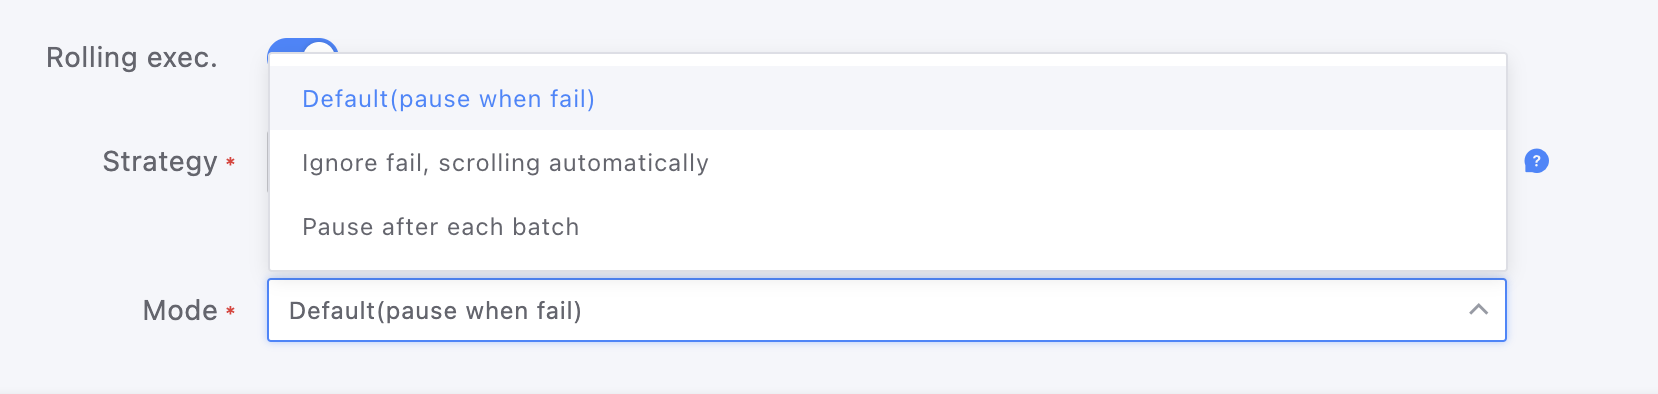 Rolling exec.
Default(pause when fail)
Strategy *
Ignore fail, scrolling automatically
?
Pause after each batch
Mode *
Default(pause when fail)